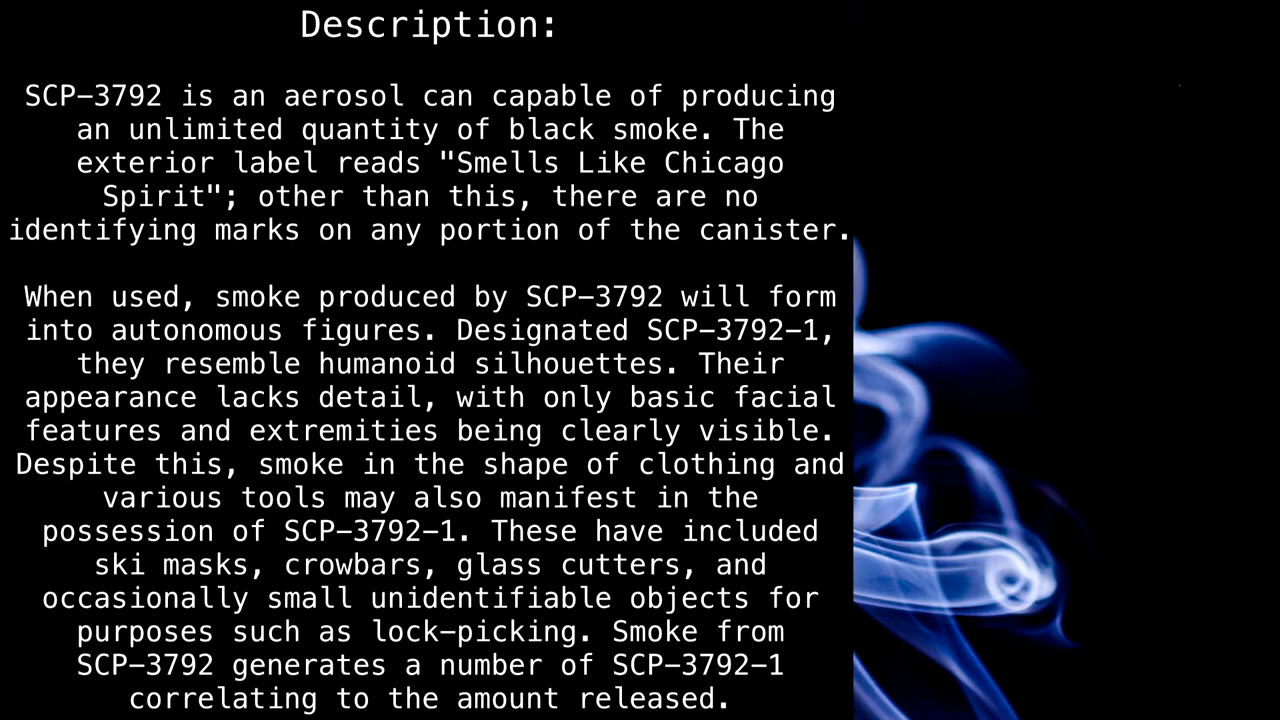 Description:
SCP-3792 is an aerosol can capable of producing
an unlimited quantity of black smoke. The
exterior label reads "Smells Like Chicago
Spirit"; other than this, there are no
identifying marks on any portion of the canister.
When used, smoke produced by SCP-3792 will form
into autonomous figures. Designated SCP-3792-1,
they resemble humanoid silhouettes. Their
appearance lacks detail, with only basic facial
features and extremities being clearly visible.
Despite this, smoke in the shape of clothing and
various tools may also manifest in the
possession of SCP-3792-1. These have included
ski masks, crowbars, glass cutters, and
occasionally small unidentifiable objects for
purposes such as lock-picking. Smoke from
SCP-3792 generates a number of SCP-3792-1
correlating to the amount released.